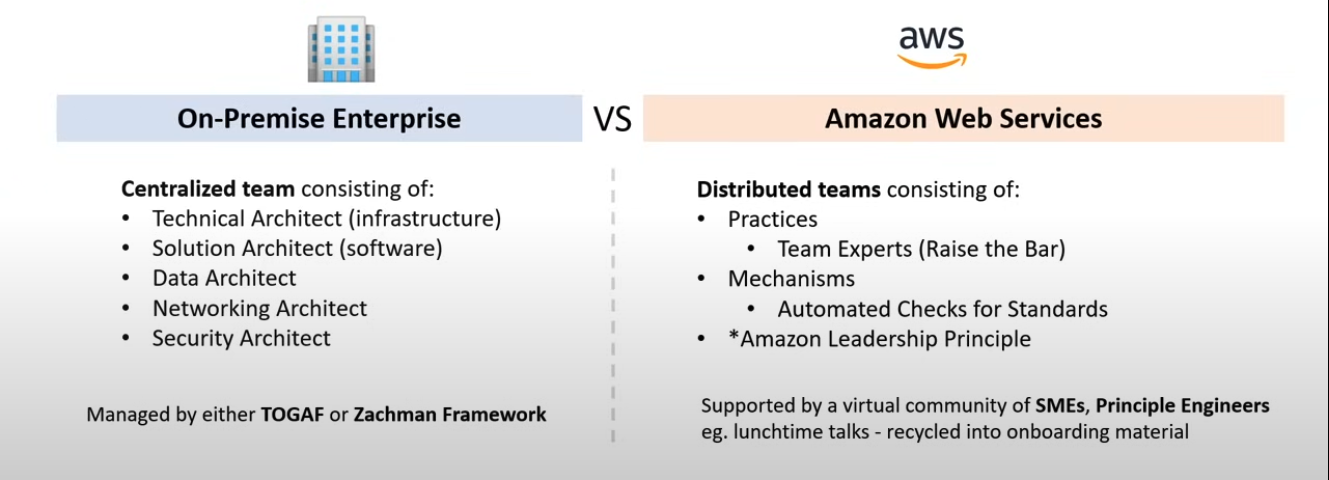 aws
On-Premise Enterprise
VS
Amazon Web Services
Centralized team consisting of:
• Technical Architect (infrastructure)
• Solution Architect (software)
• Data Architect
• Networking Architect
• Security Architect
Managed by either TOGAF or Zachman Framework
Distributed teams consisting of:
• Practices
• Team Experts (Raise the Bar)
• Mechanisms
• Automated Checks for Standards
• *Amazon Leadership Principle
Supported by a virtual community of SMEs, Principle Engineers
eg. lunchtime talks - recycled into onboarding material